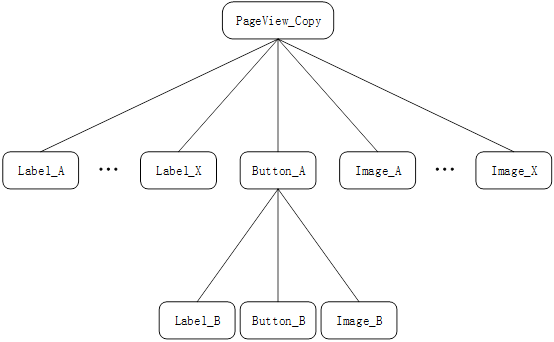 PageView_Copy
Label_A ··· Label_X Button_A Image_A ··· Image_X
Label_B Button_B Image_B